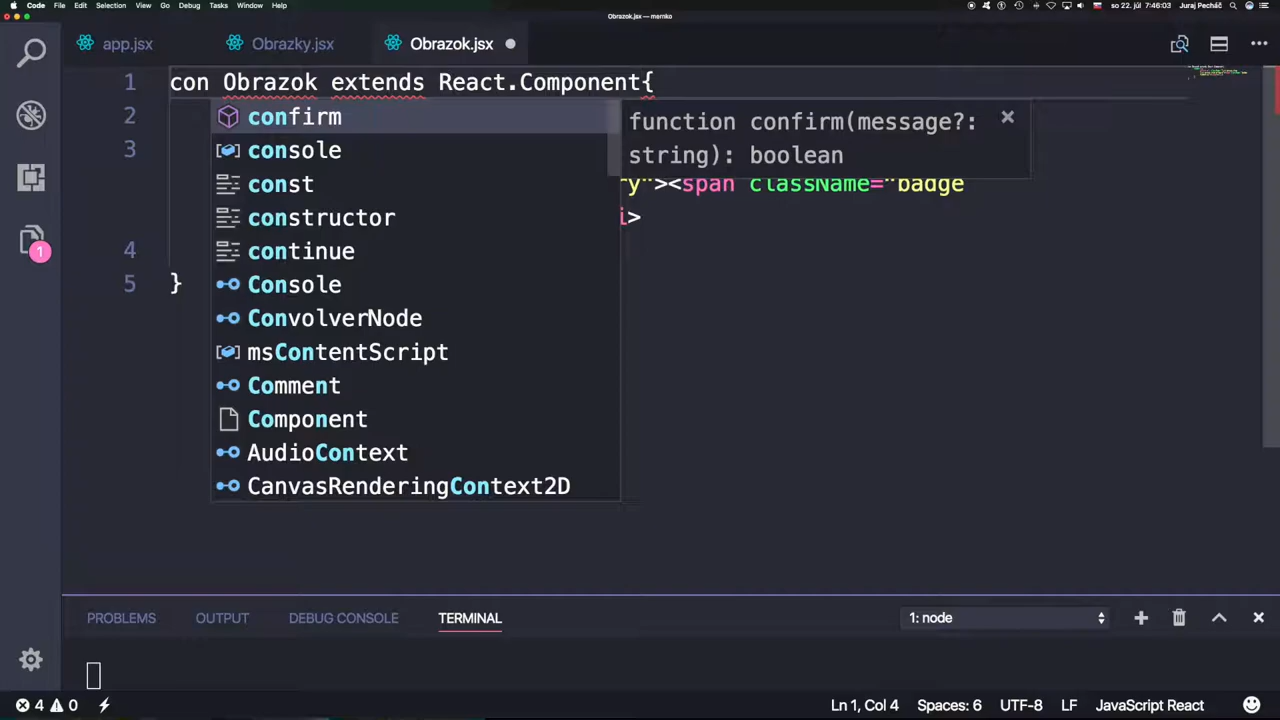 Code File Edit Selection View Go Debug Tasks Window Help
so 22. júl 7:46:03 Juraj Pecháč
Obrazok.jsx — mernko
app.jsx Obrazky.jsx Obrazok.jsx
1 con Obrazok extends React.Component{
2 confirm
function confirm(message?:
3 console
string): boolean
const
ry"><span className="badge
constructor
i>
4 continue
5 } Console
ConvolverNode
msContentScript
Comment
Component
AudioContext
CanvasRenderingContext2D
PROBLEMS OUTPUT DEBUG CONSOLE TERMINAL 1: node
1
4 0 Ln 1, Col 4 Spaces: 6 UTF-8 LF JavaScript React